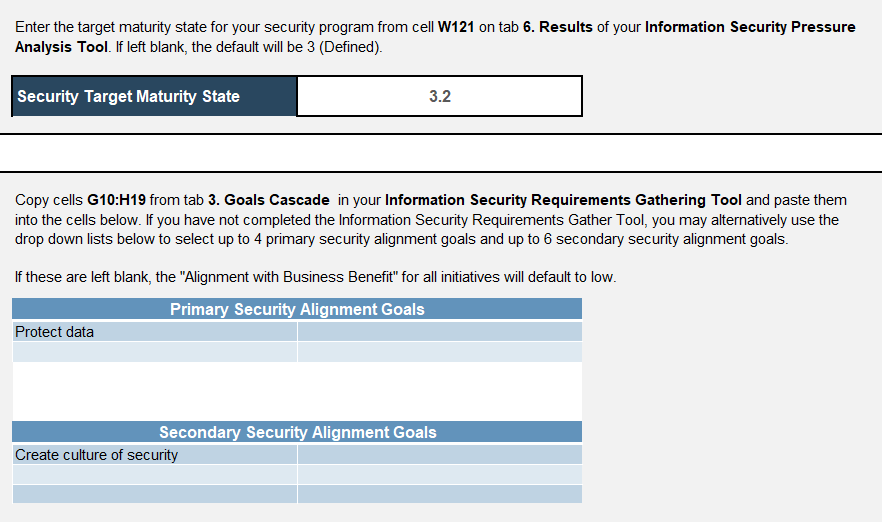 Enter the target maturity state for your security program from cell W121 on tab 6. Results of your Information Security Pressure
Analysis Tool. If left blank, the default will be 3 (Defined).
Security Target Maturity State 3.2
Copy cells G10:H19 from tab 3. Goals Cascade in your Information Security Requirements Gathering Tool and paste them
into the cells below. If you have not completed the Information Security Requirements Gather Tool, you may alternatively use the
drop down lists below to select up to 4 primary security alignment goals and up to 6 secondary security alignment goals.
If these are left blank, the "Alignment with Business Benefit" for all initiatives will default to low.
Primary Security Alignment Goals
Protect data
Secondary Security Alignment Goals
Create culture of security